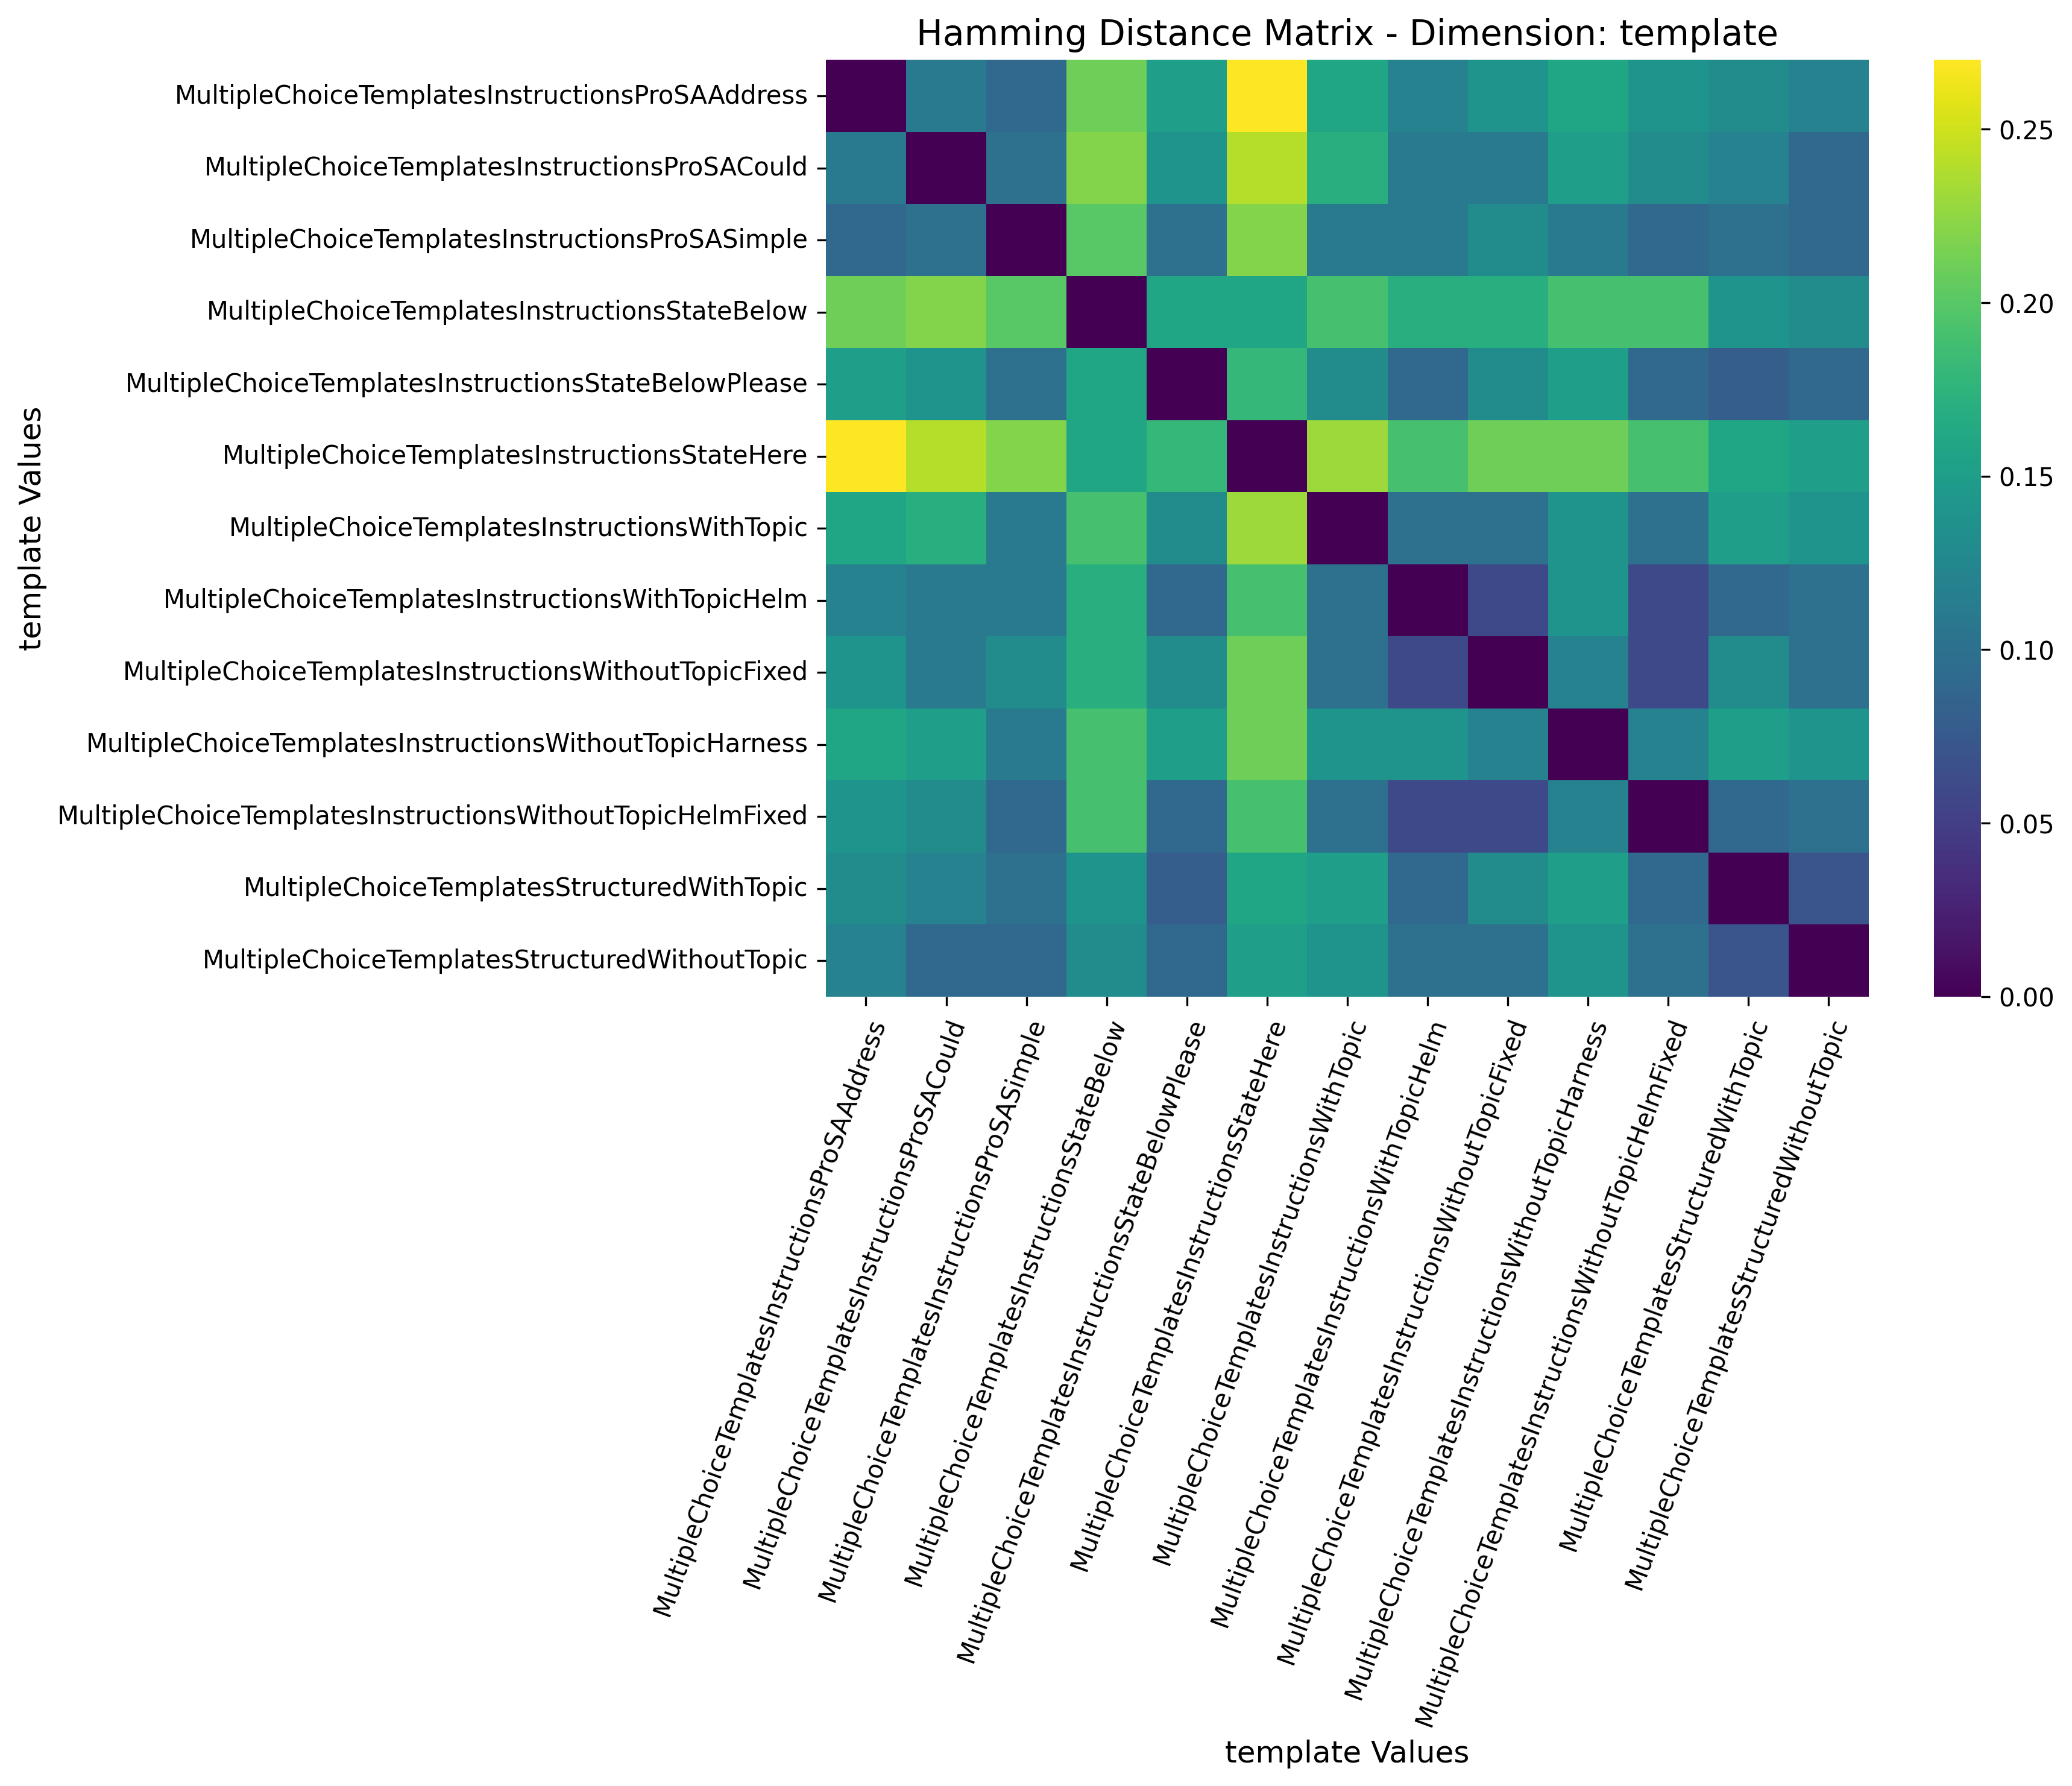 Hamming Distance Matrix - Dimension: template
template Values
MultipleChoiceTemplatesInstructionsProSAAddress
MultipleChoiceTemplatesInstructionsProSACould
MultipleChoiceTemplatesInstructionsProSASimple
MultipleChoiceTemplatesInstructionsStateBelow
MultipleChoiceTemplatesInstructionsStateBelowPlease
MultipleChoiceTemplatesInstructionsStateHere
MultipleChoiceTemplatesInstructionsWithTopic
MultipleChoiceTemplatesInstructionsWithTopicHelm
MultipleChoiceTemplatesInstructionsWithoutTopicFixed
MultipleChoiceTemplatesInstructionsWithoutTopicHarness
MultipleChoiceTemplatesInstructionsWithoutTopicHelmFixed
MultipleChoiceTemplatesStructuredWithTopic
MultipleChoiceTemplatesStructuredWithoutTopic
0.25
0.20
0.15
0.10
0.05
0.00
MultipleChoiceTemplatesInstructionsProSAAddress
MultipleChoiceTemplatesInstructionsProSACould
MultipleChoiceTemplatesInstructionsProSASimple
MultipleChoiceTemplatesInstructionsStateBelow
MultipleChoiceTemplatesInstructionsStateBelowPlease
MultipleChoiceTemplatesInstructionsStateHere
MultipleChoiceTemplatesInstructionsWithTopic
MultipleChoiceTemplatesInstructionsWithTopicHelm
MultipleChoiceTemplatesInstructionsWithoutTopicFixed
MultipleChoiceTemplatesInstructionsWithoutTopicHarness
MultipleChoiceTemplatesInstructionsWithoutTopicHelmFixed
MultipleChoiceTemplatesStructuredWithTopic
MultipleChoiceTemplatesStructuredWithoutTopic
template Values